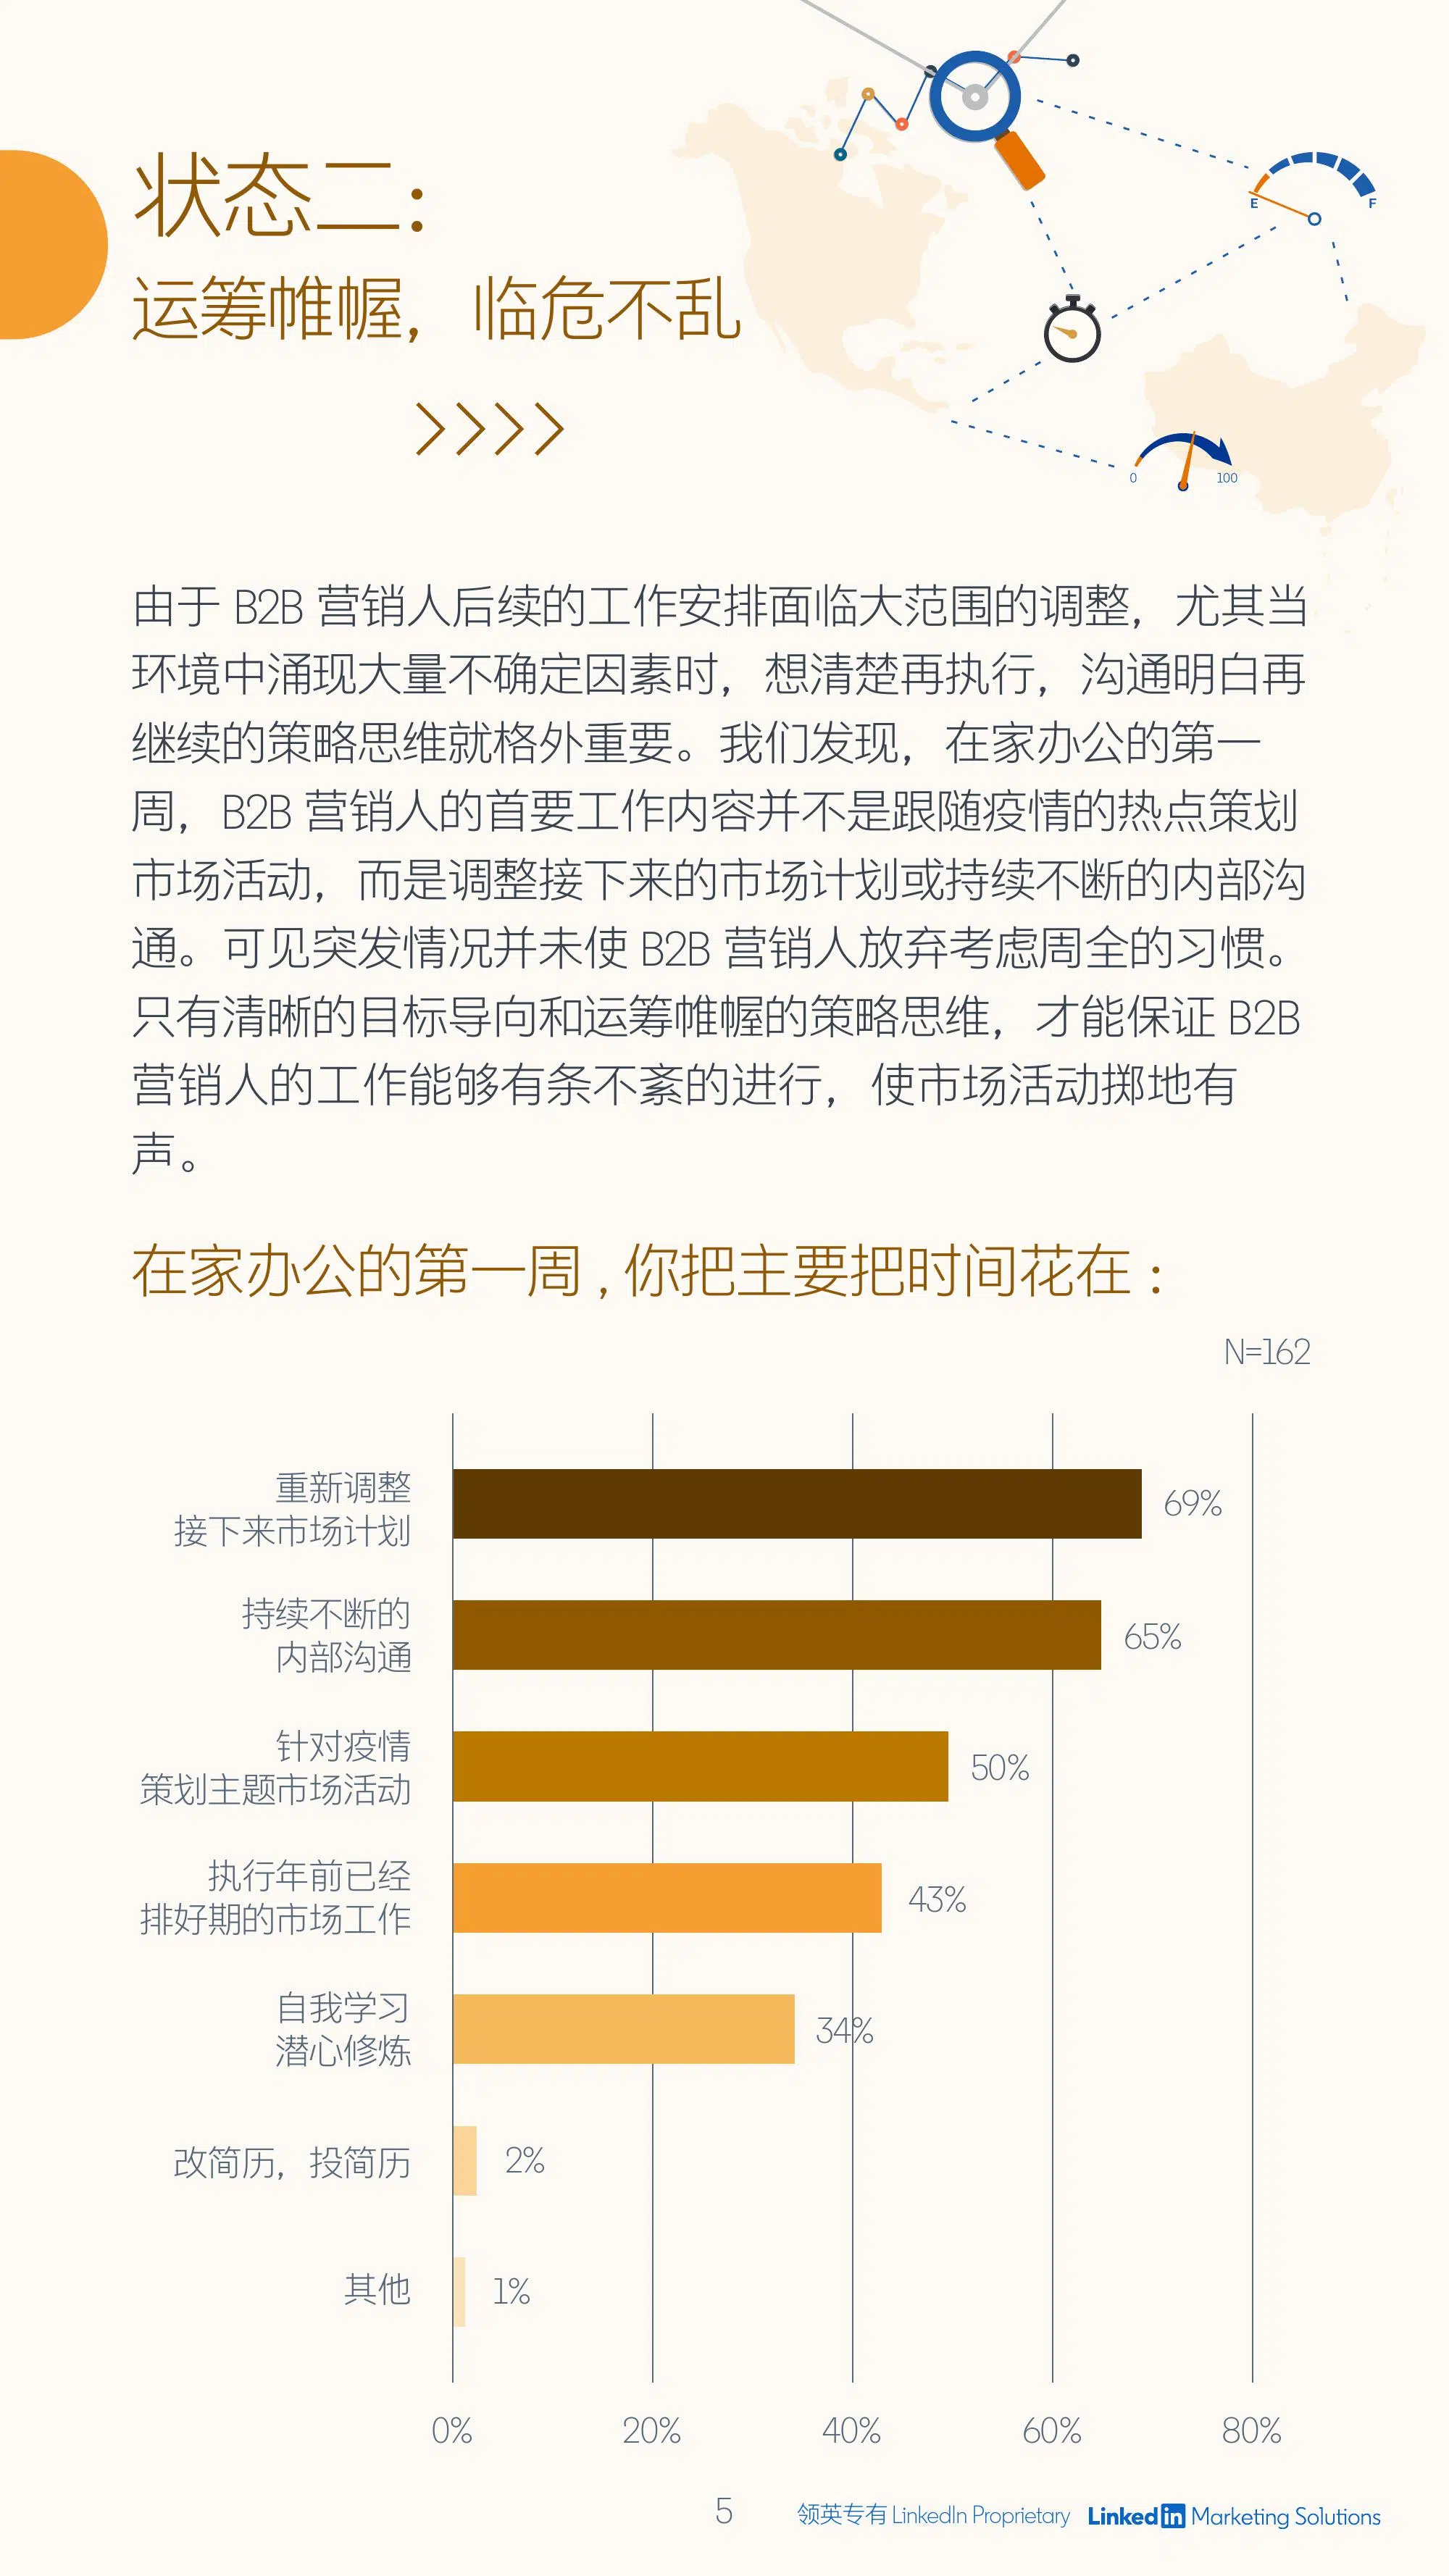 状态二:
运筹帷幄，临危不乱
E
F
0
100
由于 B2B 营销人后续的工作安排面临大范围的调整，尤其当
环境中涌现大量不确定因素时，想清楚再执行，沟通明白再
继续的策略思维就格外重要。我们发现，在家办公的第一
周，B2B 营销人的首要工作内容并不是跟随疫情的热点策划
市场活动，而是调整接下来的市场计划或持续不断的内部沟
通。可见突发情况并未使 B2B 营销人放弃考虑周全的习惯。
只有清晰的目标导向和运筹帷幄的策略思维，才能保证 B2B
营销人的工作能够有条不紊的进行，使市场活动掷地有
声。
在家办公的第一周 , 你把主要把时间花在 :
N=162
重新调整
接下来市场计划
69%
持续不断的
内部沟通
65%
针对疫情
策划主题市场活动
50%
执行年前已经
排好期的市场工作
43%
自我学习
潜心修炼
34%
改简历，投简历
2%
其他
1%
0% 20% 40% 60% 80%
5 领英专有 LinkedIn Proprietary LinkedIn Marketing Solutions